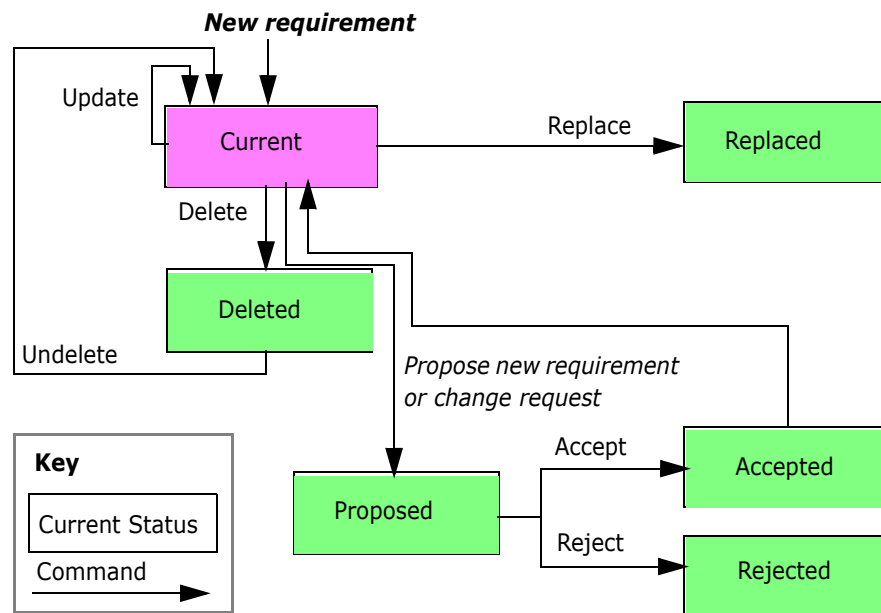 New requirement
Update
Current
Replace
Replaced
Delete
Deleted
Undelete
Propose new requirement
or change request
Key
Current Status
Command
Proposed
Accept
Accepted
Reject
Rejected